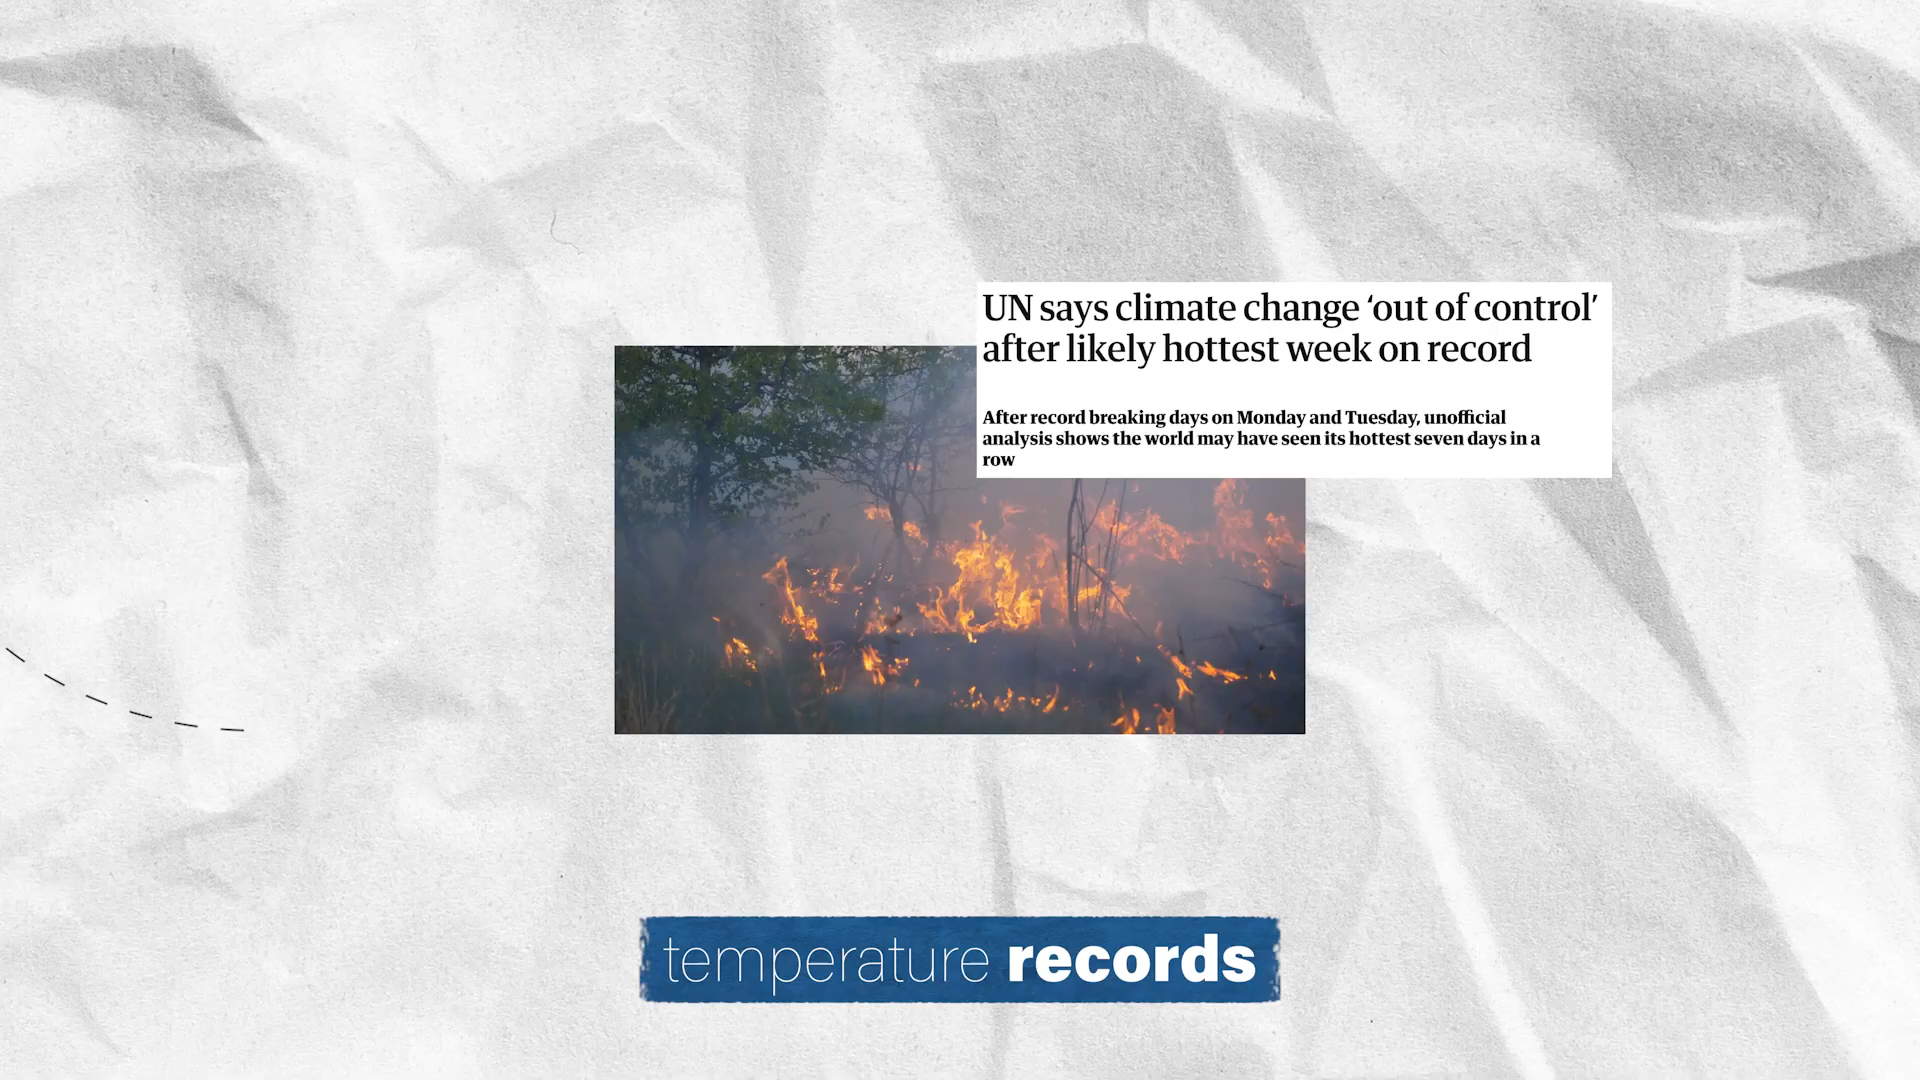 UN says climate change ‘out of control’
after likely hottest week on record
After record breaking days on Monday and Tuesday, unofficial
analysis shows the world may have seen its hottest seven days in a
row
temperature records